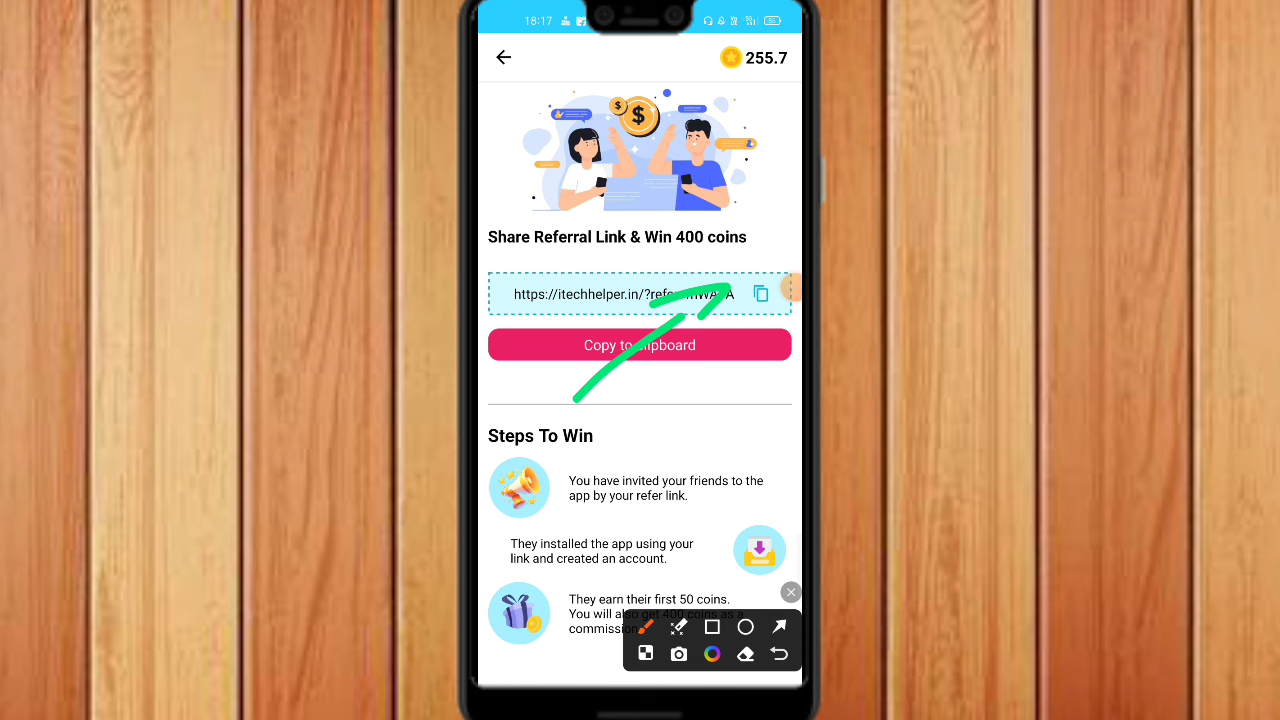 18:17
255.7
Share Referral Link & Win 400 coins
https://itechhelper.in/?refe
Copy to clipboard
Steps To Win
You have invited your friends to the
app by your refer link.
They installed the app using your
link and created an account.
They earn their first 50 coins.
You will also get 400 coins as a
commission